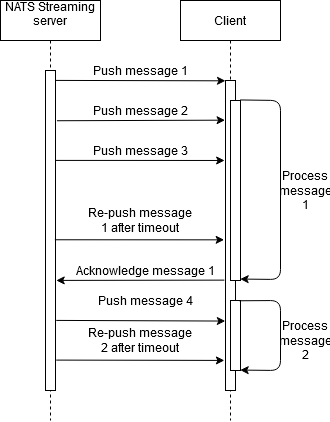 NATS Streaming
server
Client
Push message 1
Push message 2
Push message 3
Process
message
1
Re-push message
1 after timeout
Acknowledge message 1
Push message 4
Re-push message
2 after timeout
Process
message
2